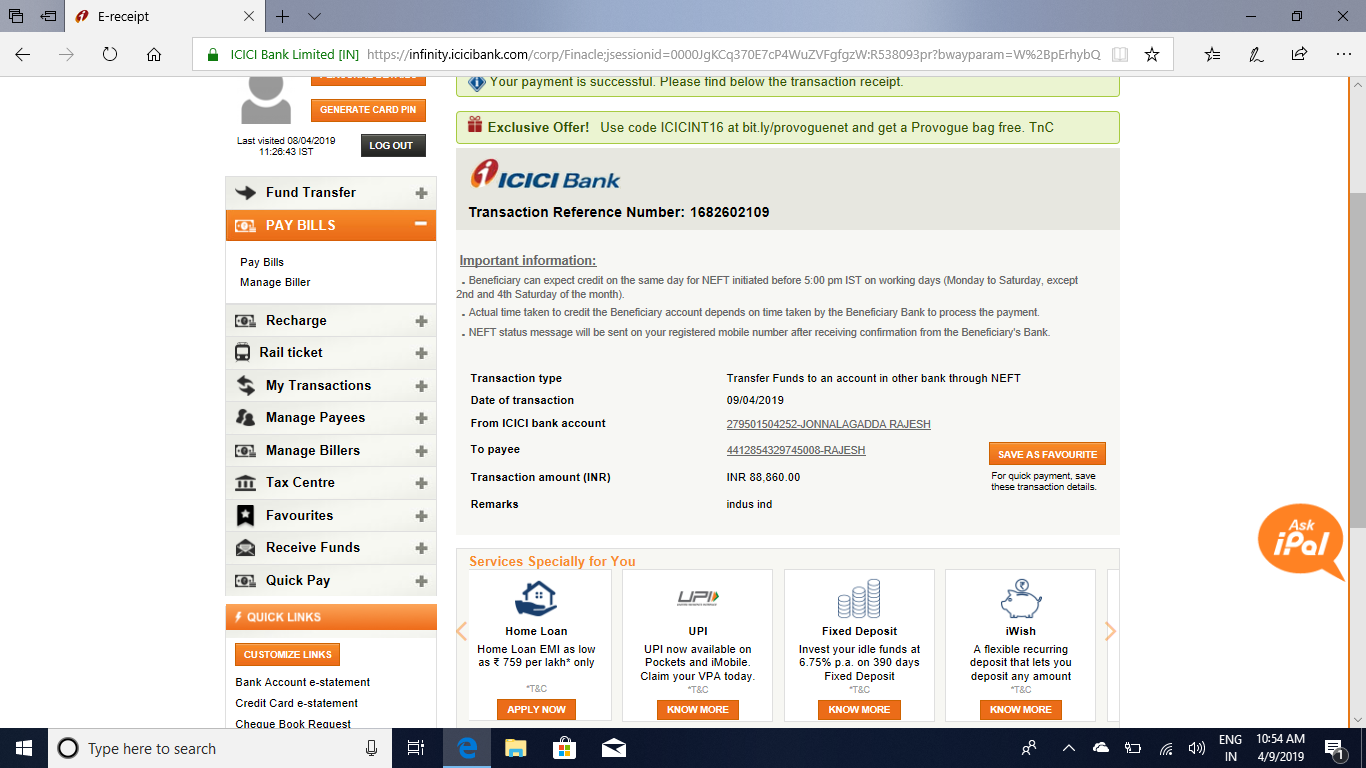 E-receipt
ICICI Bank Limited [IN] https://infinity.icicibank.com/corp/Finacle;jsessionid=0000JgKCq370E7cP4WuZVFgfgzW:R538093pr?bwayparam=W%2BpErhybQ
GENERATE CARD PIN
Last visited 08/04/2019
11:26:43 IST
LOG OUT
Fund Transfer
PAY BILLS
Pay Bills
Manage Biller
Recharge
Rail ticket
My Transactions
Manage Payees
Manage Billers
Tax Centre
Favourites
Receive Funds
Quick Pay
QUICK LINKS
CUSTOMIZE LINKS
Bank Account e-statement
Credit Card e-statement
Cheque Book Request
Your payment is successful. Please find below the transaction receipt.
Exclusive Offer! Use code ICICINT16 at bit.ly/provoguenet and get a Provogue bag free. TnC
ICICI Bank
Transaction Reference Number: 1682602109
Important information:
. Beneficiary can expect credit on the same day for NEFT initiated before 5:00 pm IST on working days (Monday to Saturday, except
2nd and 4th Saturday of the month).
. Actual time taken to credit the Beneficiary account depends on time taken by the Beneficiary Bank to process the payment.
. NEFT status message will be sent on your registered mobile number after receiving confirmation from the Beneficiary's Bank.
Transaction type Transfer Funds to an account in other bank through NEFT
Date of transaction 09/04/2019
From ICICI bank account 279501504252-JONNALAGADDA RAJESH
To payee 4412854329745008-RAJESH
SAVE AS FAVOURITE
For quick payment, save
these transaction details.
Transaction amount (INR) INR 88,860.00
Remarks indus ind
Ask
iPal
Services Specially for You
Home Loan
Home Loan EMI as low
as ₹ 759 per lakh* only
*T&C
APPLY NOW
UPI
UPI
UPI now available on
Pockets and iMobile.
Claim your VPA today.
*T&C
KNOW MORE
Fixed Deposit
Invest your idle funds at
6.75% p.a. on 390 days
Fixed Deposit
*T&C
KNOW MORE
iWish
A flexible recurring
deposit that lets you
deposit any amount
*T&C
KNOW MORE
Type here to search
ENG
IN
10:54 AM
4/9/2019
1